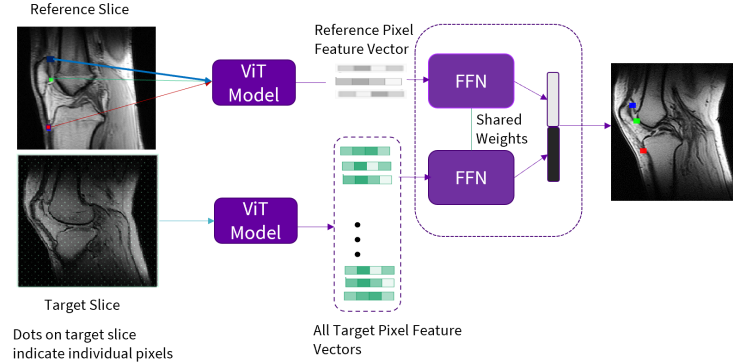 Reference Slice
ViT
Model
Reference Pixel
Feature Vector
FFN
Shared
Weights
FFN
ViT
Model
Target Slice
Dots on target slice
indicate individual pixels
All Target Pixel Feature
Vectors